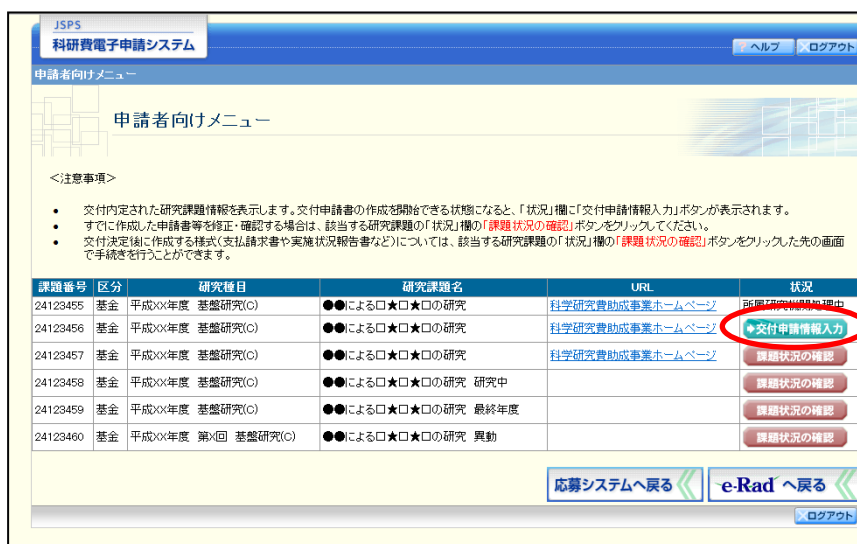 JSPS
科研費電子申請システム
? ヘルプ ×ログアウト
申請者向けメニュー
申請者向けメニュー
＜注意事項＞
• 交付内定された研究課題情報を表示します。交付申請書の作成を開始できる状態になると、「状況」欄に「交付申請情報入力」ボタンが表示されます。
• すでに作成した申請書等を修正・確認する場合は、該当する研究課題の「状況」欄の「課題状況の確認」ボタンをクリックしてください。
• 交付決定後に作成する様式(支払請求書や実施状況報告書など)については、該当する研究課題の「状況」欄の「課題状況の確認」ボタンをクリックした先の画面
で手続きを行うことができます。
課題番号 区分 研究種目 研究課題名 URL 状況
24123455 基金 平成XX年度 基盤研究(C) ●●による□★□★□の研究 科学研究費助成事業ホームページ 所属研究機関処理中
24123456 基金 平成XX年度 基盤研究(C) ●●による□★□★□の研究 科学研究費助成事業ホームページ 交付申請情報入力
24123457 基金 平成XX年度 基盤研究(C) ●●による□★□★□の研究 科学研究費助成事業ホームページ 課題状況の確認
24123458 基金 平成XX年度 基盤研究(C) ●●による□★□★□の研究 研究中 課題状況の確認
24123459 基金 平成XX年度 基盤研究(C) ●●による□★□★□の研究 最終年度 課題状況の確認
24123460 基金 平成XX年度 第X回 基盤研究(C) ●●による□★□★□の研究 異動 課題状況の確認
応募システムへ戻る e-Rad へ戻る
×ログアウト